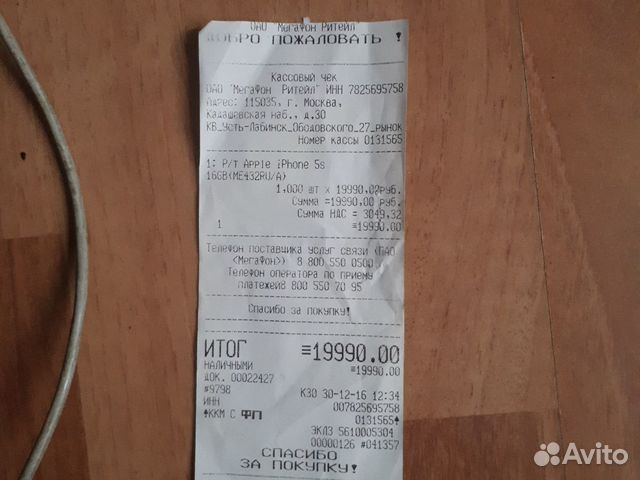 ОАО "МегаФон Ритейл"
ДОБРО ПОЖАЛОВАТЬ !
Кассовый чек
ОАО "МегаФон Ритейл" ИНН 7825695758
Адрес: 115035, г. Москва,
Кадашевская наб., д.30
КВ_Усть-Лабинск_Ободовского_27_рынок
Номер кассы 0131565
1: Р/т Apple iPhone 5s
16GB(ME432RU/A)
1,000 шт х 19990,00руб.
Сумма =19990,00 руб.
Сумма НДС = 3049,32
1 ≡19990.00
Телефон поставщика услуг связи (ПАО
<МегаФон>) 8 800 550 0500
Телефон оператора по приему
платежей8 800 550 70 95
Спасибо за покупку!
ИТОГ ≡19990.00
НАЛИЧНЫМИ ≡19990.00
ДОК. 00022427
#9798 КЗО 30-12-16 12:34
ИНН 007825695758
ККМ С ФП 0131565
ЭКЛЗ 5610005304
00000126 #041357
СПАСИБО
ЗА ПОКУПКУ!
Avito